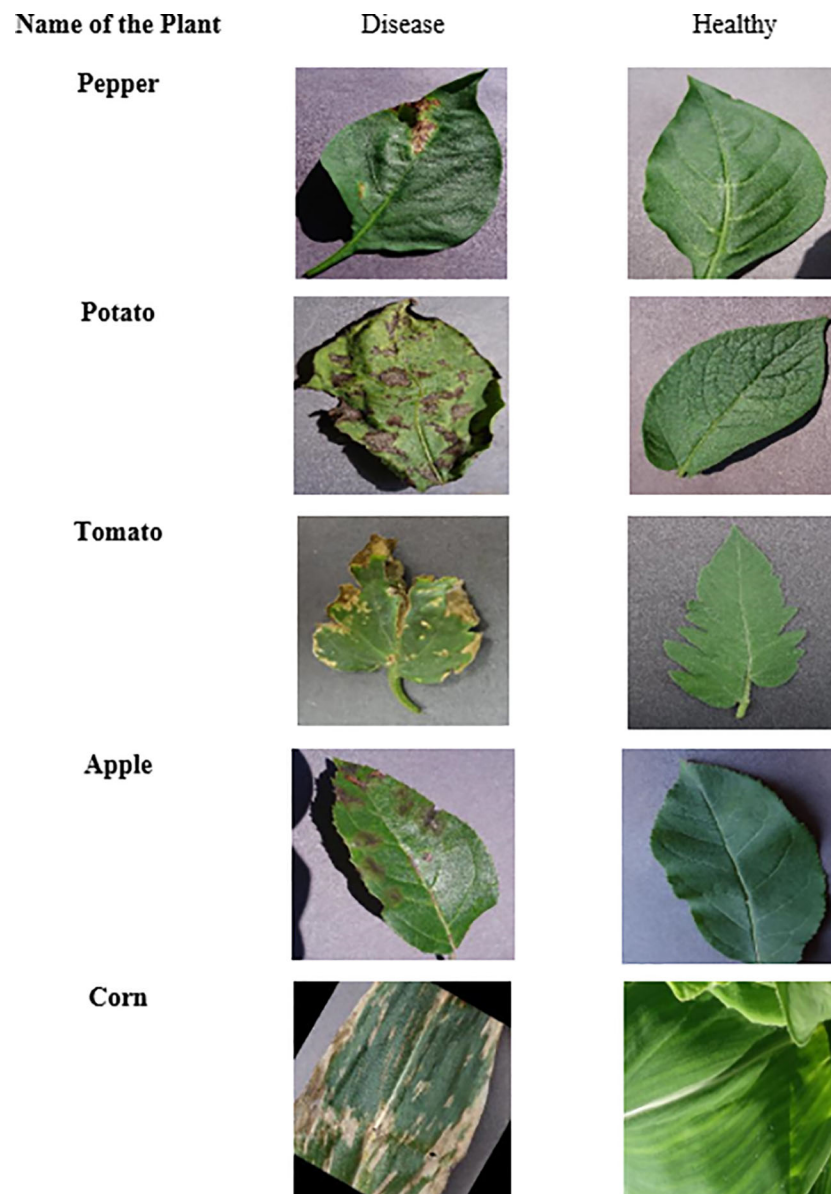 Name of the Plant Disease Healthy
Pepper
Potato
Tomato
Apple
Corn